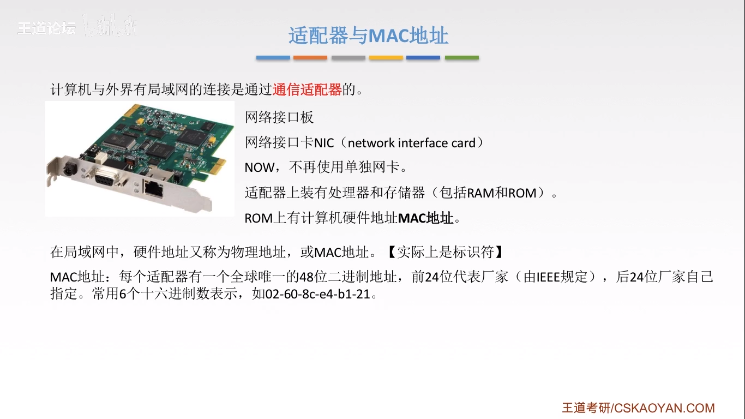 王道论坛
适配器与MAC地址
计算机与外界有局域网的连接是通过通信适配器的。
网络接口板
网络接口卡NIC（network interface card）
NOW，不再使用单独网卡。
适配器上装有处理器和存储器（包括RAM和ROM）。
ROM上有计算机硬件地址MAC地址。
在局域网中，硬件地址又称为物理地址，或MAC地址。【实际上是标识符】
MAC地址：每个适配器有一个全球唯一的48位二进制地址，前24位代表厂家（由IEEE规定），后24位厂家自己
指定。常用6个十六进制数表示，如02-60-8c-e4-b1-21。
王道考研/CSKAOYAN.COM